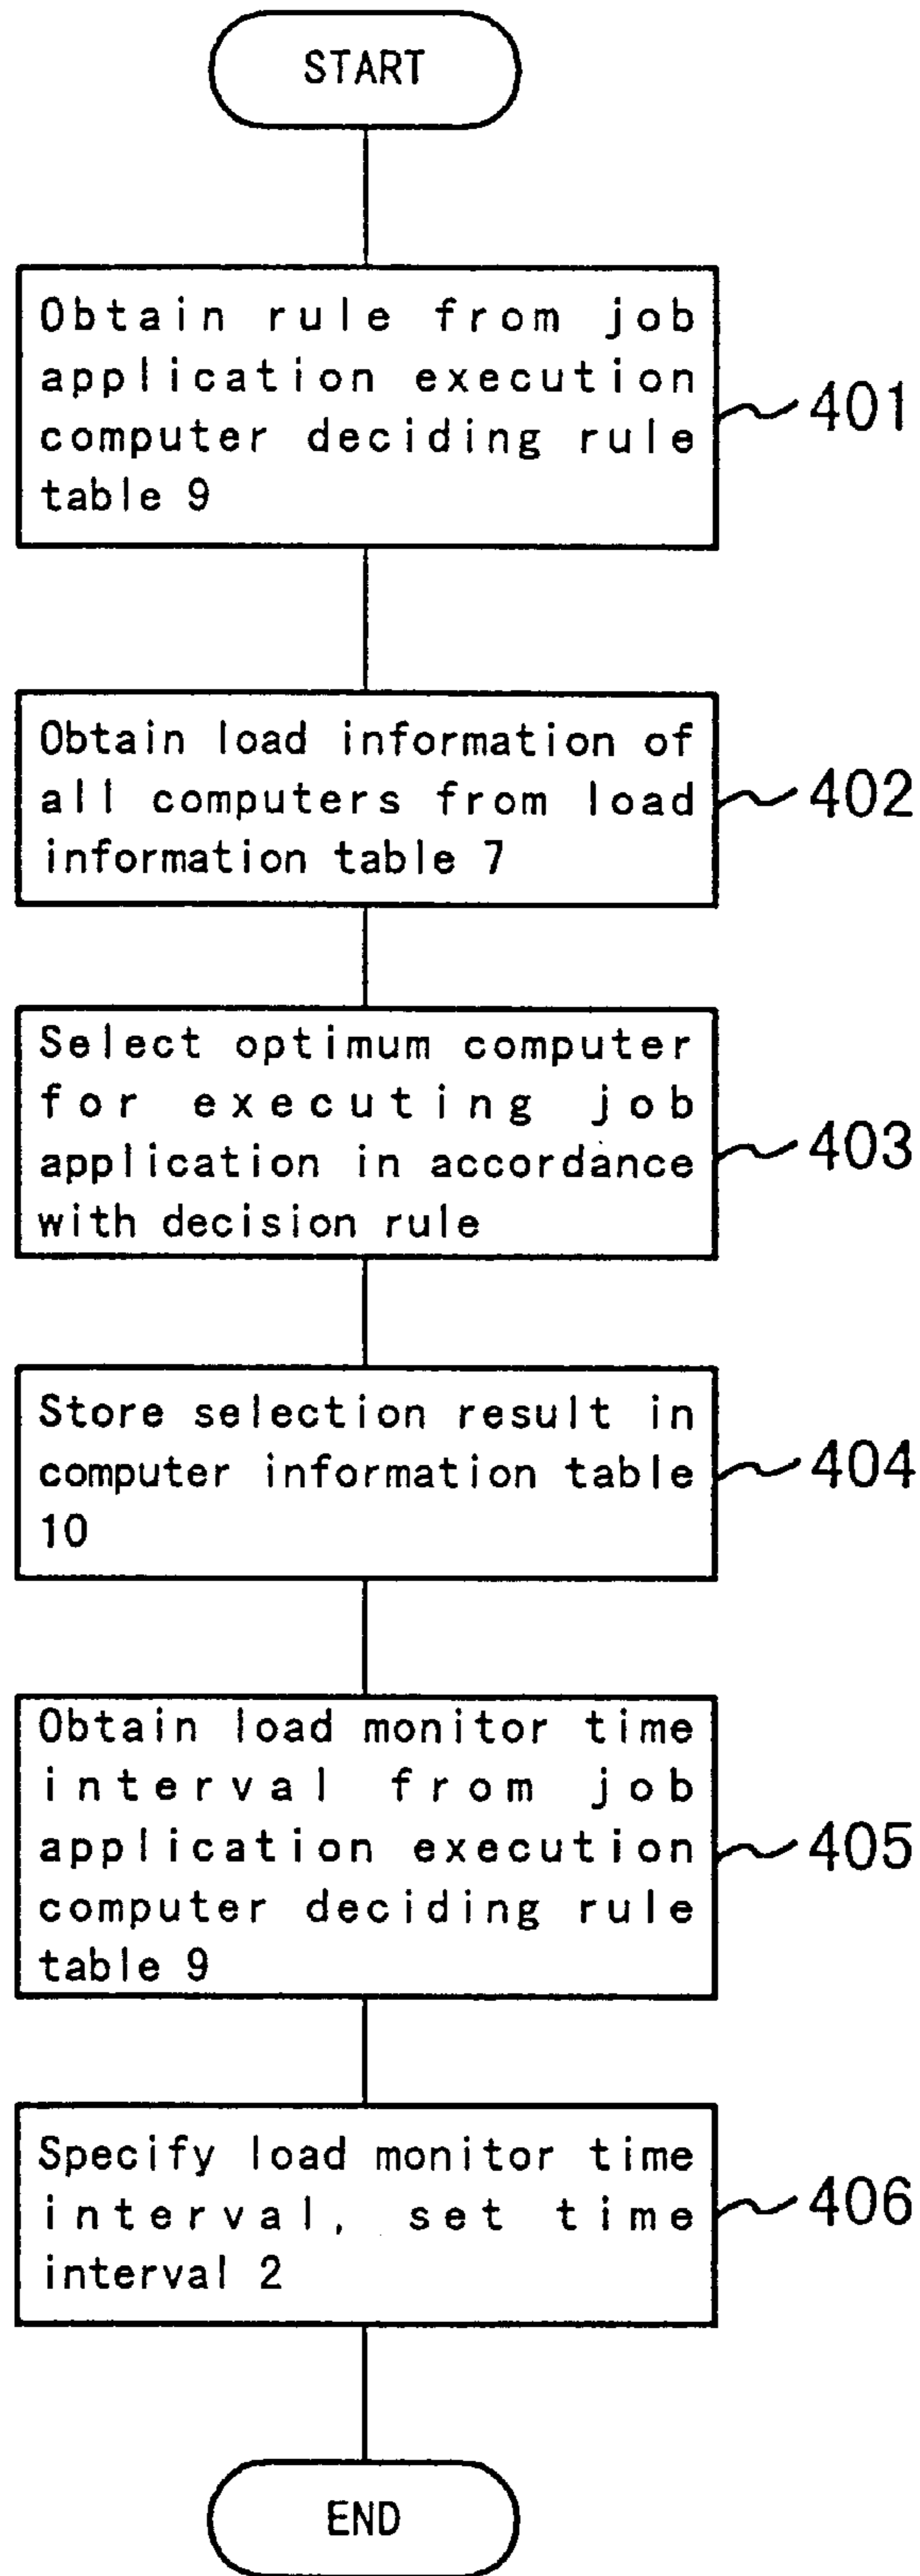 START
Obtain rule from job
application execution
computer deciding rule
table 9
401
Obtain load information of
all computers from load
information table 7
402
Select optimum computer
for executing job
application in accordance
with decision rule
403
Store selection result in
computer information table
10
404
Obtain load monitor time
interval from job
application execution
computer deciding rule
table 9
405
Specify load monitor time
interval, set time
interval 2
406
END